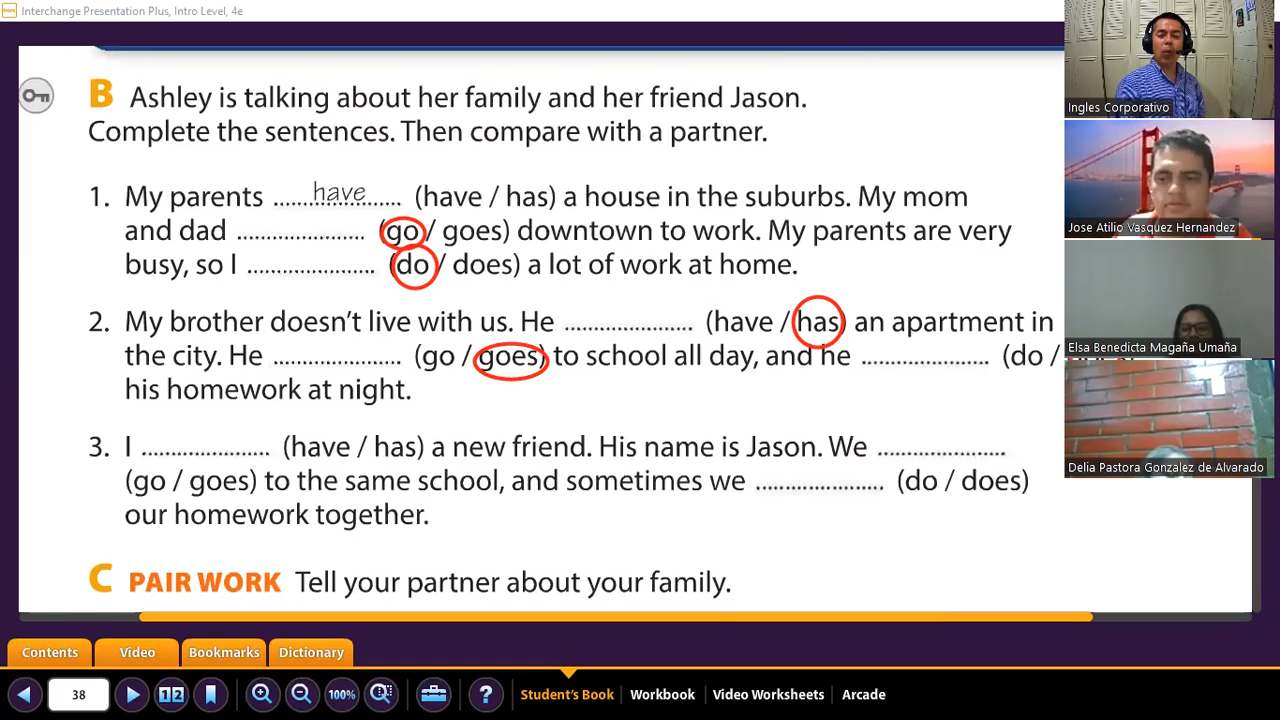 Interchange Presentation Plus, Intro Level, 4e
B Ashley is talking about her family and her friend Jason.
Complete the sentences. Then compare with a partner.
1. My parents ......have...... (have / has) a house in the suburbs. My mom
and dad ...................... (go / goes) downtown to work. My parents are very
busy, so I ...................... (do / does) a lot of work at home.
2. My brother doesn't live with us. He ...................... (have / has) an apartment in
the city. He ...................... (go / goes) to school all day, and he ...................... (do /
his homework at night.
3. I ...................... (have / has) a new friend. His name is Jason. We ......................
(go / goes) to the same school, and sometimes we ...................... (do / does)
our homework together.
C PAIR WORK Tell your partner about your family.
Ingles Corporativo
Jose Atilio Vasquez Hernandez
Elsa Benedicta Magaña Umaña
Delia Pastora Gonzalez de Alvarado
Contents Video Bookmarks Dictionary
38 1 2 100% ? Student's Book Workbook Video Worksheets Arcade